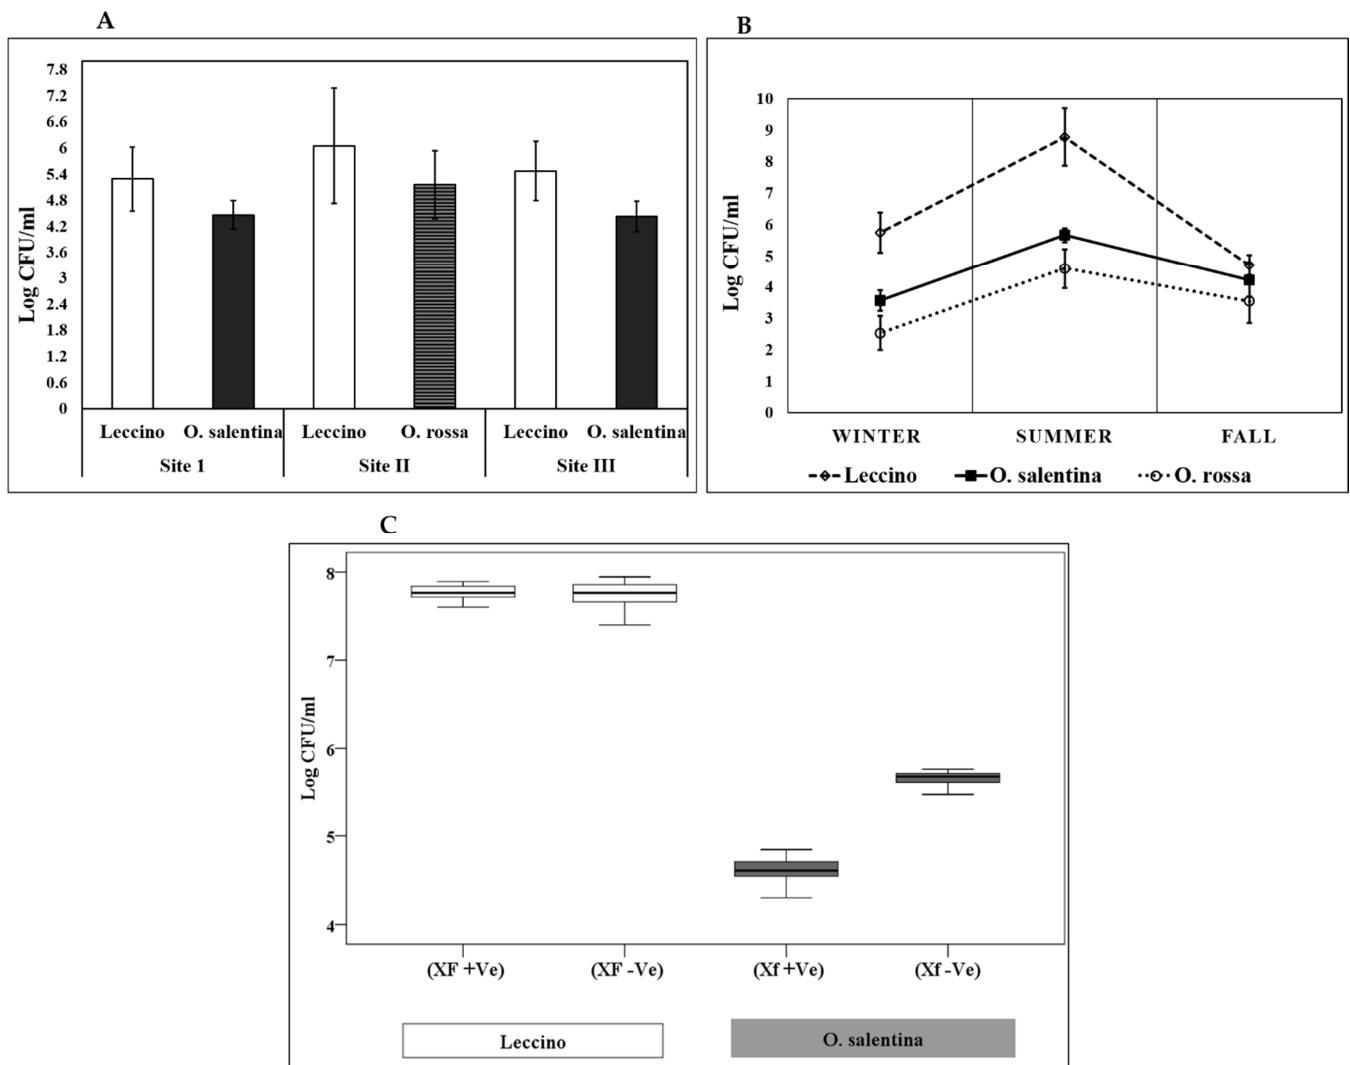 A
Log CFU/ml
7.8
7.2
6.6
6
5.4
4.8
4.2
3.6
3
2.4
1.8
1.2
0.6
0
Leccino O. salentina Leccino O. rossa Leccino O. salentina
Site 1 Site II Site III
B
Log CFU/ml
10
9
8
7
6
5
4
3
2
1
0
WINTER SUMMER FALL
Leccino O. salentina O. rossa
C
Log CFU/ml
8
7
6
5
4
(XF +Ve) (XF -Ve) (Xf +Ve) (Xf -Ve)
Leccino O. salentina